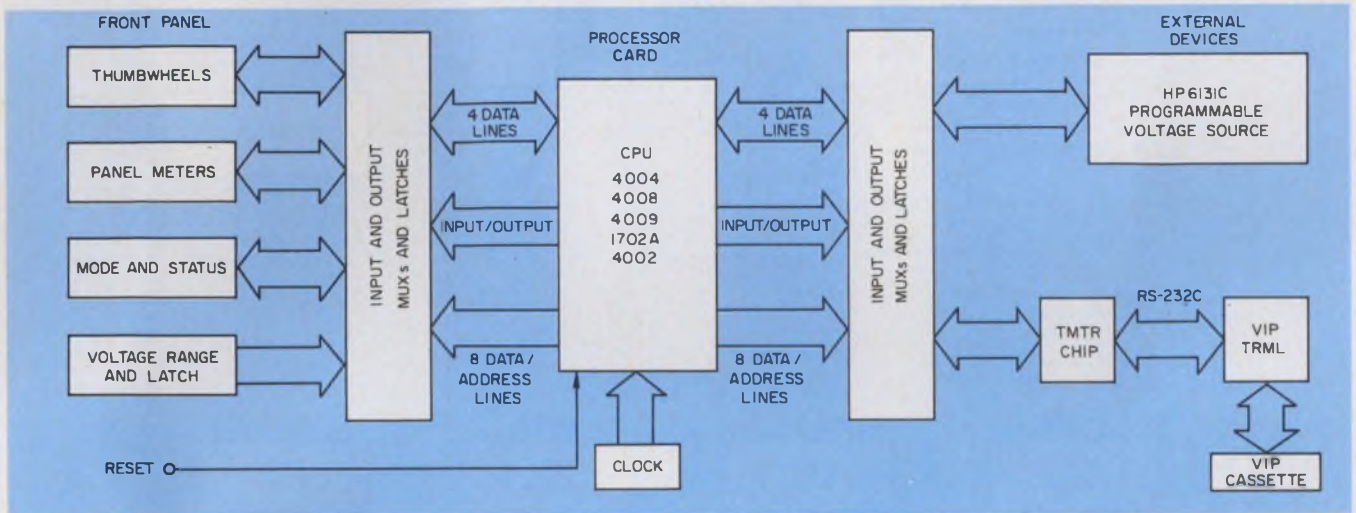 FRONT PANEL
THUMBWHEELS
PANEL METERS
MODE AND STATUS
VOLTAGE RANGE
AND LATCH
RESET
INPUT AND OUTPUT
MUXs AND LATCHES
4 DATA
LINES
INPUT/OUTPUT
8 DATA /
ADDRESS
LINES
PROCESSOR
CARD
CPU
4004
4008
4009
1702A
4002
CLOCK
4 DATA
LINES
INPUT/OUTPUT
8 DATA /
ADDRESS
LINES
INPUT AND OUTPUT
MUXs AND LATCHES
EXTERNAL
DEVICES
HP6131C
PROGRAMMABLE
VOLTAGE SOURCE
TMTR
CHIP
RS-232C
VIP
TRML
VIP
CASSETTE